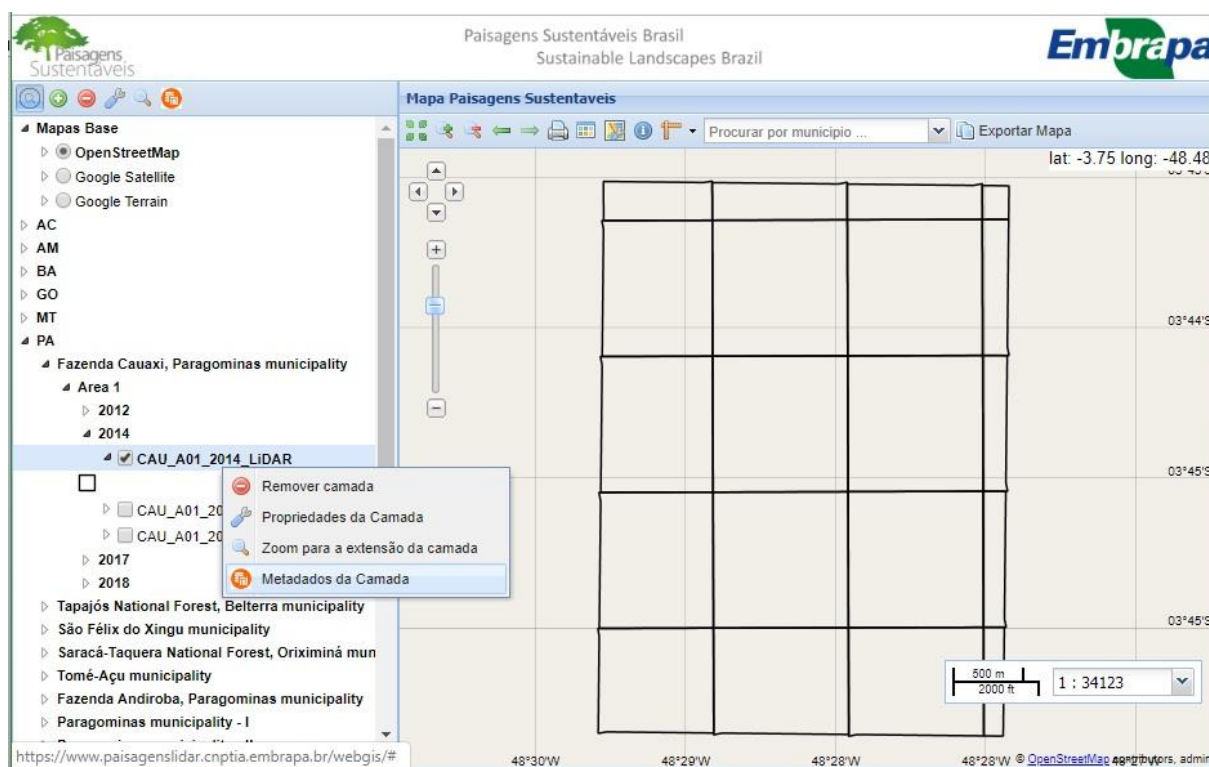 Paisagens
Sustentáveis
Paisagens Sustentáveis Brasil
Sustainable Landscapes Brazil
Embrapa
Mapas Base
OpenStreetMap
Google Satellite
Google Terrain
AC
AM
BA
GO
MT
PA
Fazenda Cauaxi, Paragominas municipality
Area 1
2012
2014
CAU_A01_2014_LiDAR
CAU_A01_20
CAU_A01_20
2017
2018
Tapajós National Forest, Belterra municipality
São Félix do Xingu municipality
Saracá-Taquera National Forest, Oriximiná mun
Tomé-Açu municipality
Fazenda Andiroba, Paragominas municipality
Paragominas municipality - I
https://www.paisagenslidar.cnptia.embrapa.br/webgis/#
Remover camada
Propriedades da Camada
Zoom para a extensão da camada
Metadados da Camada
Mapa Paisagens Sustentaveis
Procurar por municipio ...
Exportar Mapa
lat: -3.75 long: -48.48
03°44'S
03°45'S
03°45'S
500 m
2000 ft
1 : 34123
48°30'W
48°29'W
48°28'W
48°28'W
© OpenStreetMap contributors, admin